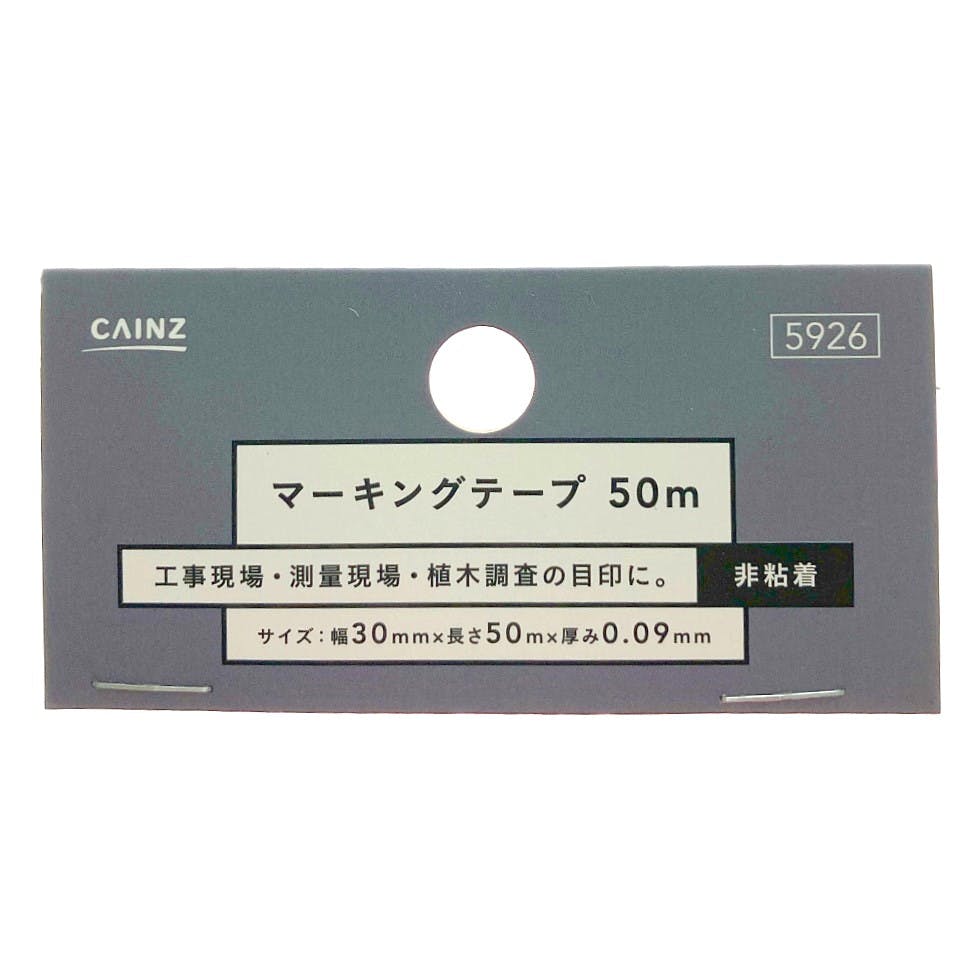 CAINZ
5926
マーキングテープ 50m
工事現場・測量現場・植木調査の目印に。 非粘着
サイズ：幅30mm×長さ50m×厚み0.09mm